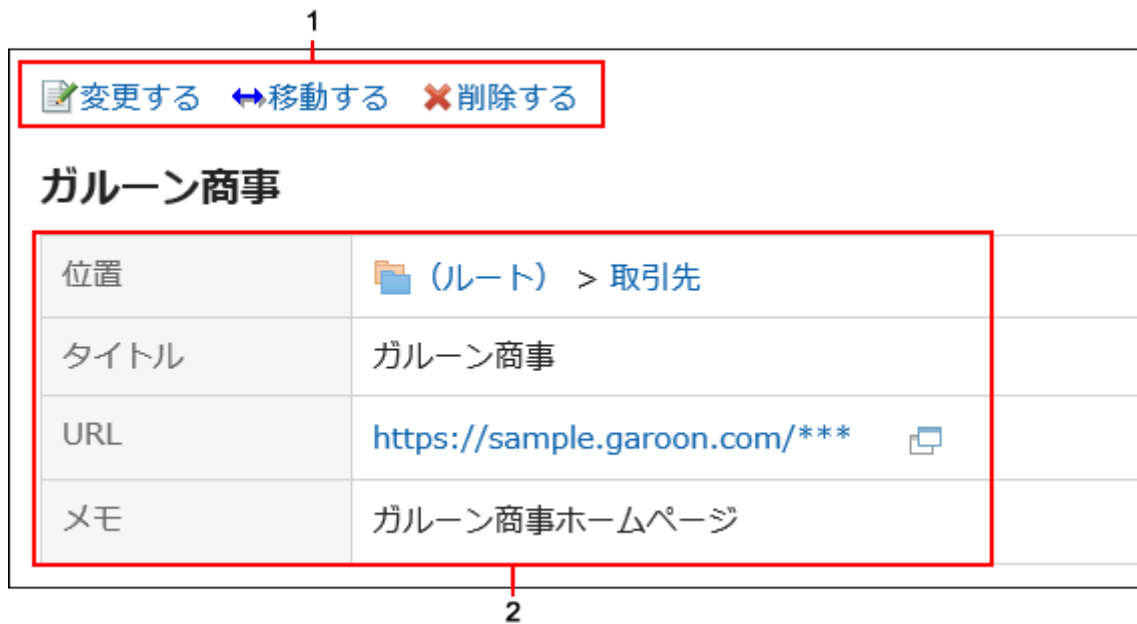 1
変更する 移動する 削除する
ガルーン商事
位置 (ルート) > 取引先
タイトル ガルーン商事
URL https://sample.garoon.com/***
メモ ガルーン商事ホームページ
2